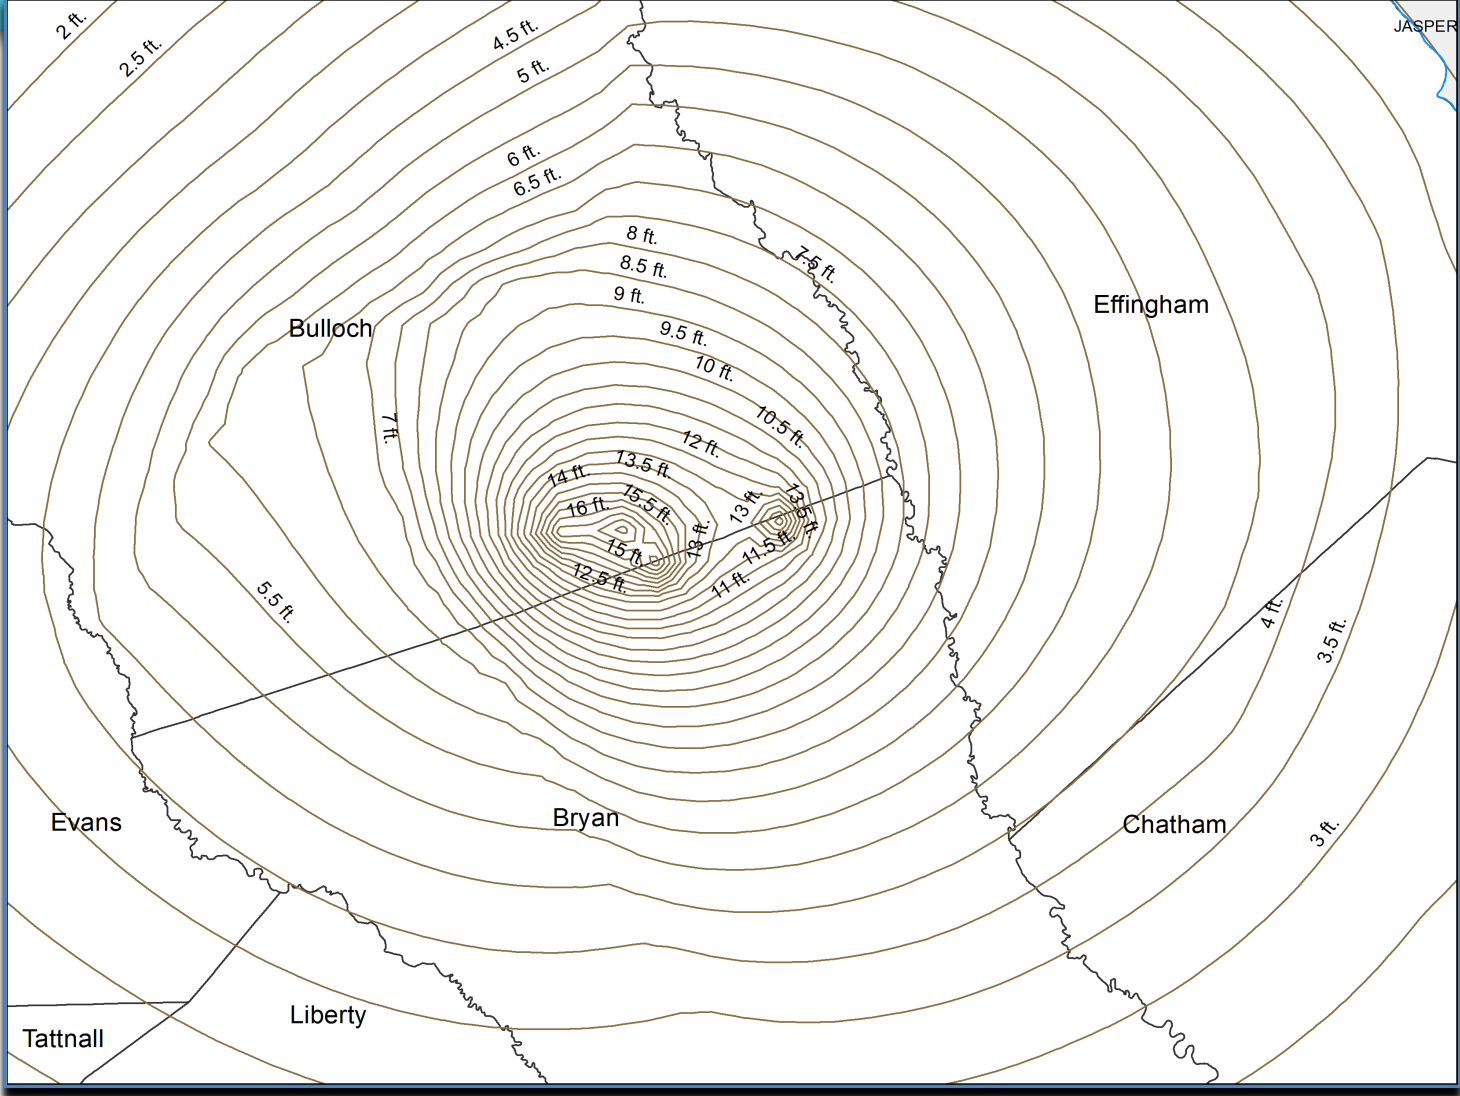 2 ft.
2.5 ft.
4.5 ft.
5 ft.
JASPER
6 ft.
6.5 ft.
8 ft.
7.5 ft.
8.5 ft.
9 ft.
Effingham
Bulloch
9.5 ft.
10 ft.
7 ft.
10.5 ft.
12 ft.
13.5 ft.
14 ft.
15.5 ft.
16 ft.
13 ft.
13.5 ft.
13 ft.
15 ft.
11.5 ft.
12.5 ft.
11 ft.
5.5 ft.
4 ft.
3.5 ft.
Evans
Bryan
Chatham
3 ft.
Liberty
Tattnall